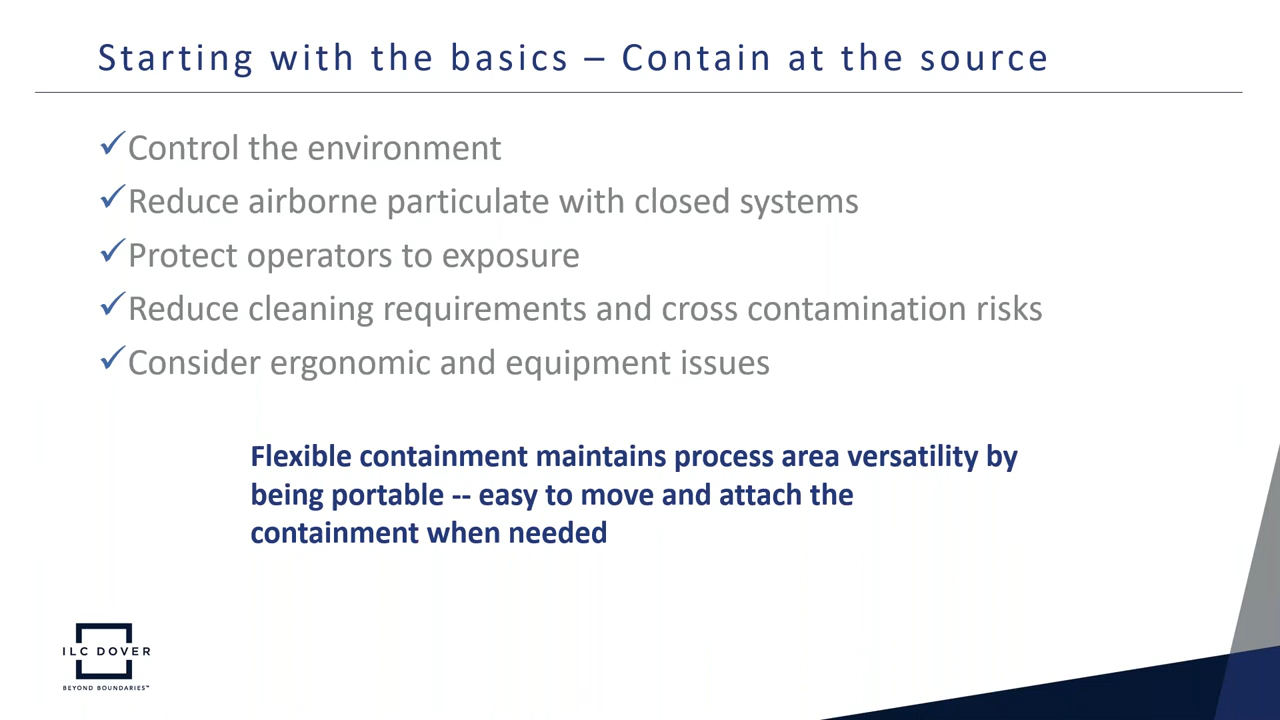 Starting with the basics – Contain at the source
✓Control the environment
✓Reduce airborne particulate with closed systems
✓Protect operators to exposure
✓Reduce cleaning requirements and cross contamination risks
✓Consider ergonomic and equipment issues
Flexible containment maintains process area versatility by
being portable -- easy to move and attach the
containment when needed
ILC DOVER
BEYOND BOUNDARIES™